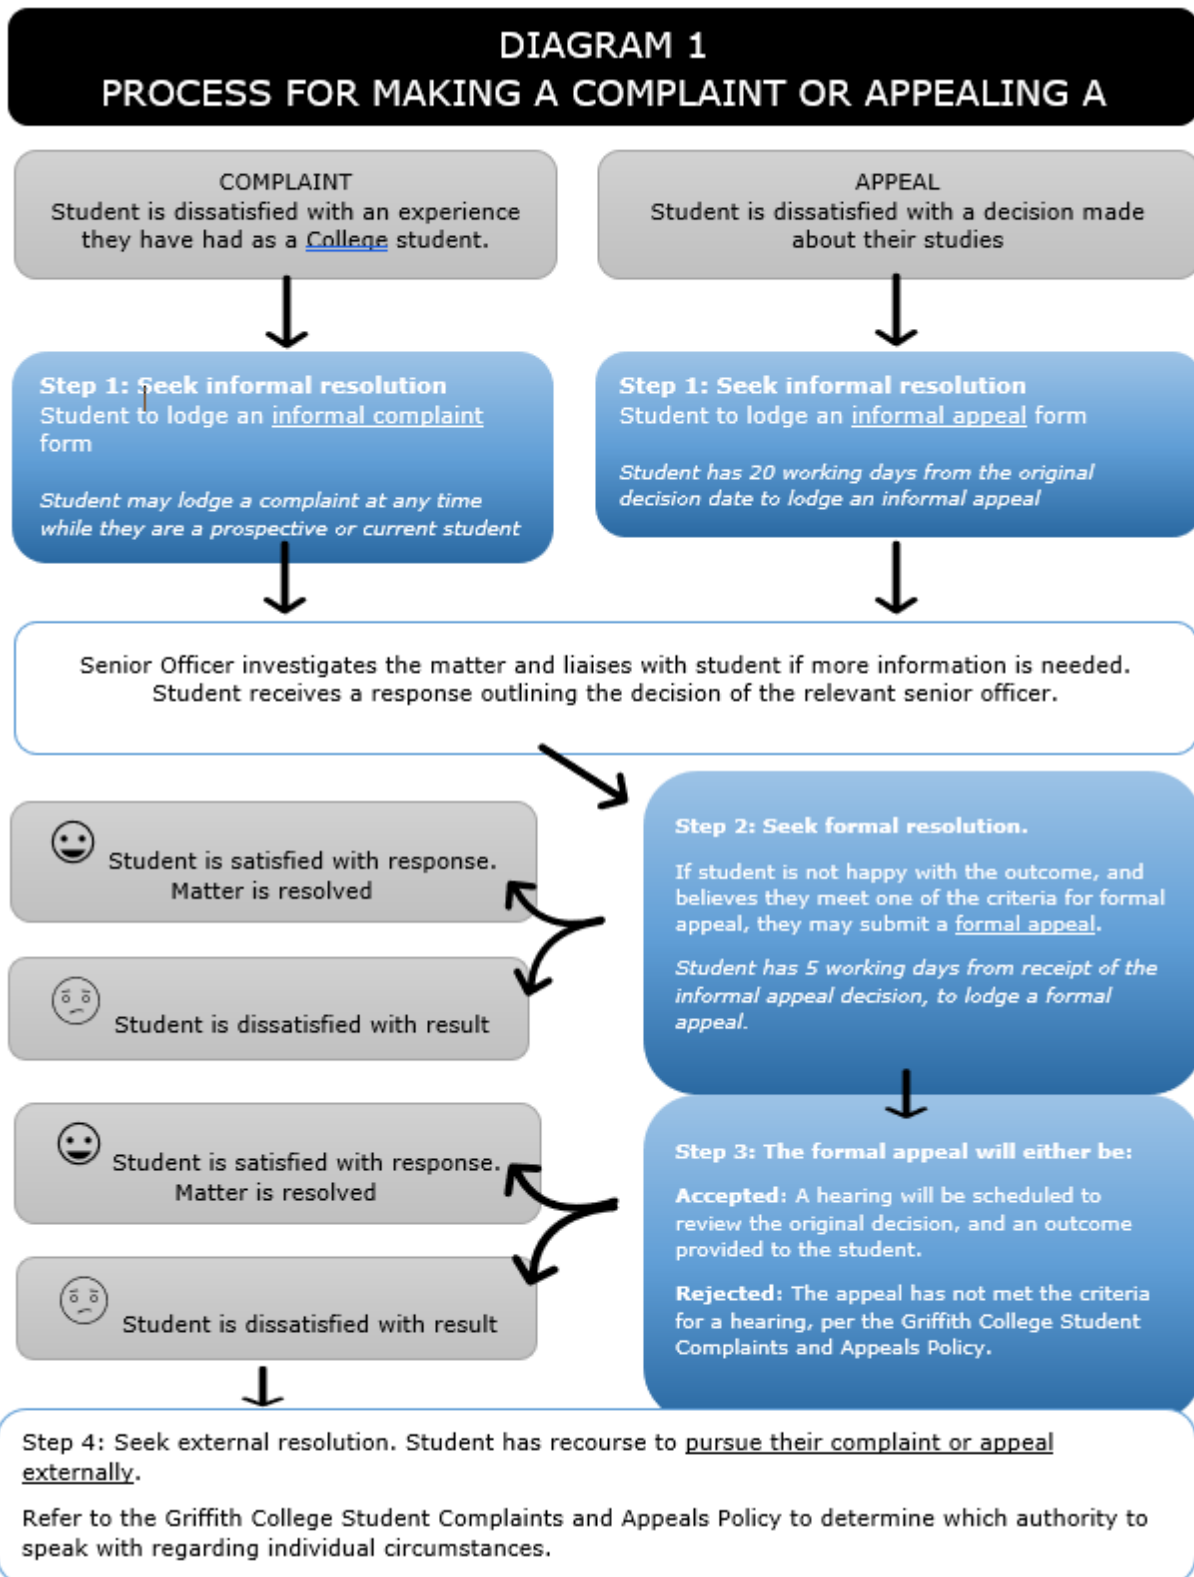 DIAGRAM 1
PROCESS FOR MAKING A COMPLAINT OR APPEALING A
COMPLAINT
Student is dissatisfied with an experience
they have had as a College student.
APPEAL
Student is dissatisfied with a decision made
about their studies
Step 1: Seek informal resolution
Student to lodge an informal complaint
form
Student may lodge a complaint at any time
while they are a prospective or current student
Step 1: Seek informal resolution
Student to lodge an informal appeal form
Student has 20 working days from the original
decision date to lodge an informal appeal
Senior Officer investigates the matter and liaises with student if more information is needed.
Student receives a response outlining the decision of the relevant senior officer.
Student is satisfied with response.
Matter is resolved
Student is dissatisfied with result
Step 2: Seek formal resolution.
If student is not happy with the outcome, and
believes they meet one of the criteria for formal
appeal, they may submit a formal appeal.
Student has 5 working days from receipt of the
informal appeal decision, to lodge a formal
appeal.
Student is satisfied with response.
Matter is resolved
Student is dissatisfied with result
Step 3: The formal appeal will either be:
Accepted: A hearing will be scheduled to
review the original decision, and an outcome
provided to the student.
Rejected: The appeal has not met the criteria
for a hearing, per the Griffith College Student
Complaints and Appeals Policy.
Step 4: Seek external resolution. Student has recourse to pursue their complaint or appeal
externally.
Refer to the Griffith College Student Complaints and Appeals Policy to determine which authority to
speak with regarding individual circumstances.